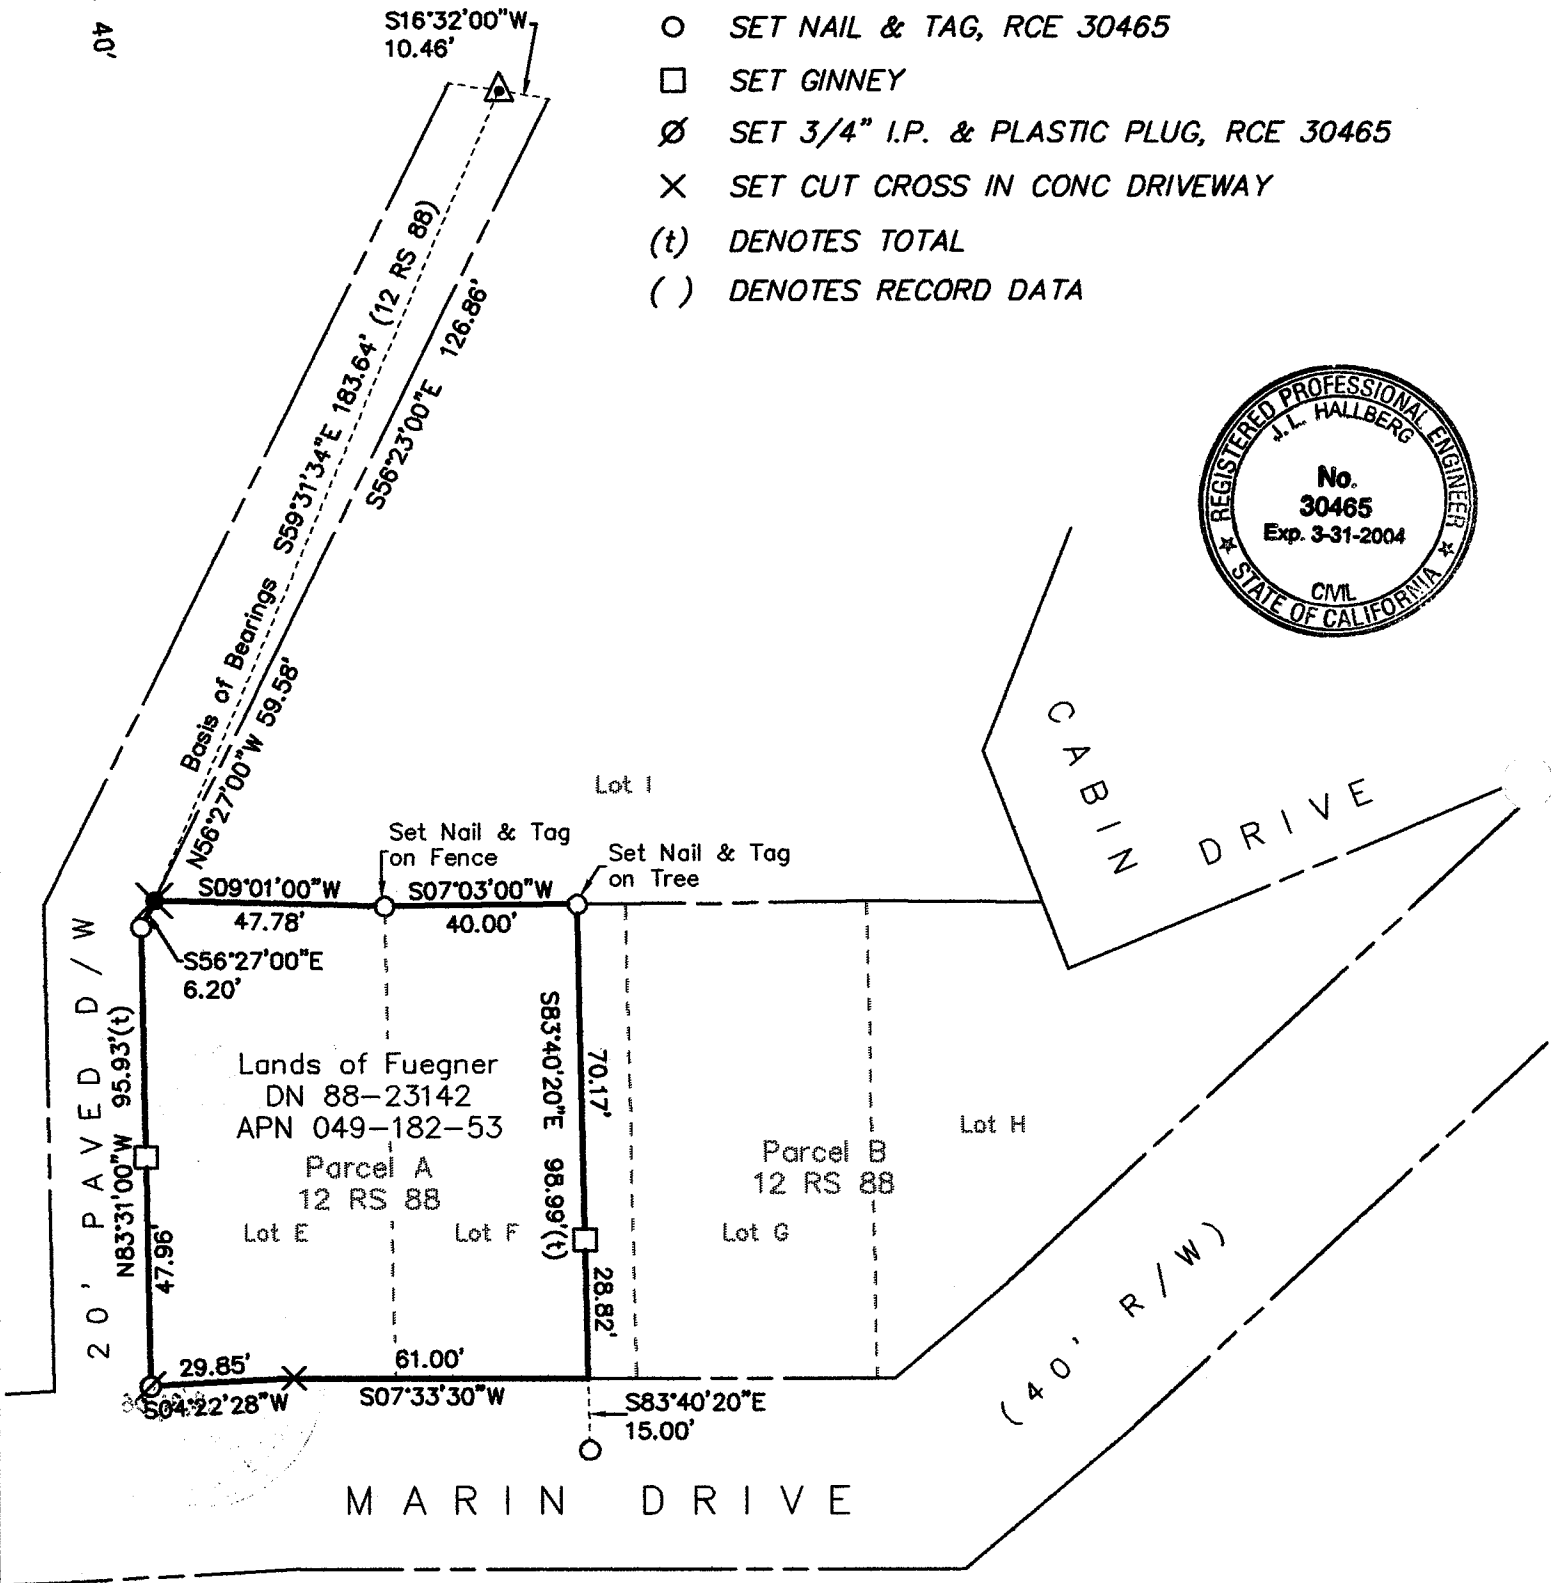 40'
S16°32'00"W
10.46'
○ SET NAIL & TAG, RCE 30465
□ SET GINNEY
Ø SET 3/4" I.P. & PLASTIC PLUG, RCE 30465
X SET CUT CROSS IN CONC DRIVEWAY
(t) DENOTES TOTAL
( ) DENOTES RECORD DATA
REGISTERED PROFESSIONAL ENGINEER
J.L. HALLBERG
No.
30465
Exp. 3-31-2004
CIVIL
STATE OF CALIFORNIA
Basis of Bearings S59°31'34"E 183.64' (12 RS 88)
S56°23'00"E 126.86'
N56°27'00"W 59.58'
CABIN DRIVE
Lot I
Set Nail & Tag
on Fence
Set Nail & Tag
on Tree
S09°01'00"W
47.78'
S07°03'00"W
40.00'
S56°27'00"E
6.20'
20' PAVED D/W
N83°31'00"W 95.93'(t)
47.96'
Lands of Fuegner
DN 88-23142
APN 049-182-53
Parcel A
12 RS 88
Lot E
Lot F
S83°40'20"E 98.99'(t)
70.17'
28.82'
Parcel B
12 RS 88
Lot G
Lot H
29.85'
S04°22'28"W
61.00'
S07°33'30"W
S83°40'20"E
15.00'
(40' R/W)
MARIN DRIVE